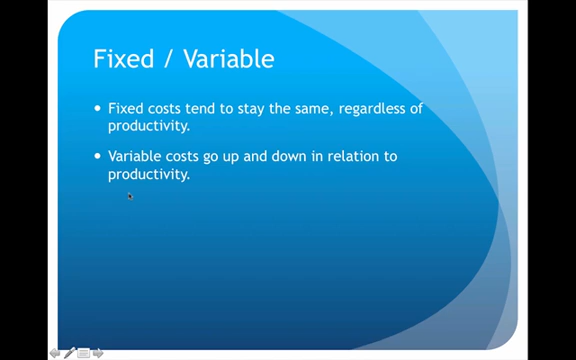 Fixed / Variable
• Fixed costs tend to stay the same, regardless of
productivity.
• Variable costs go up and down in relation to
productivity.